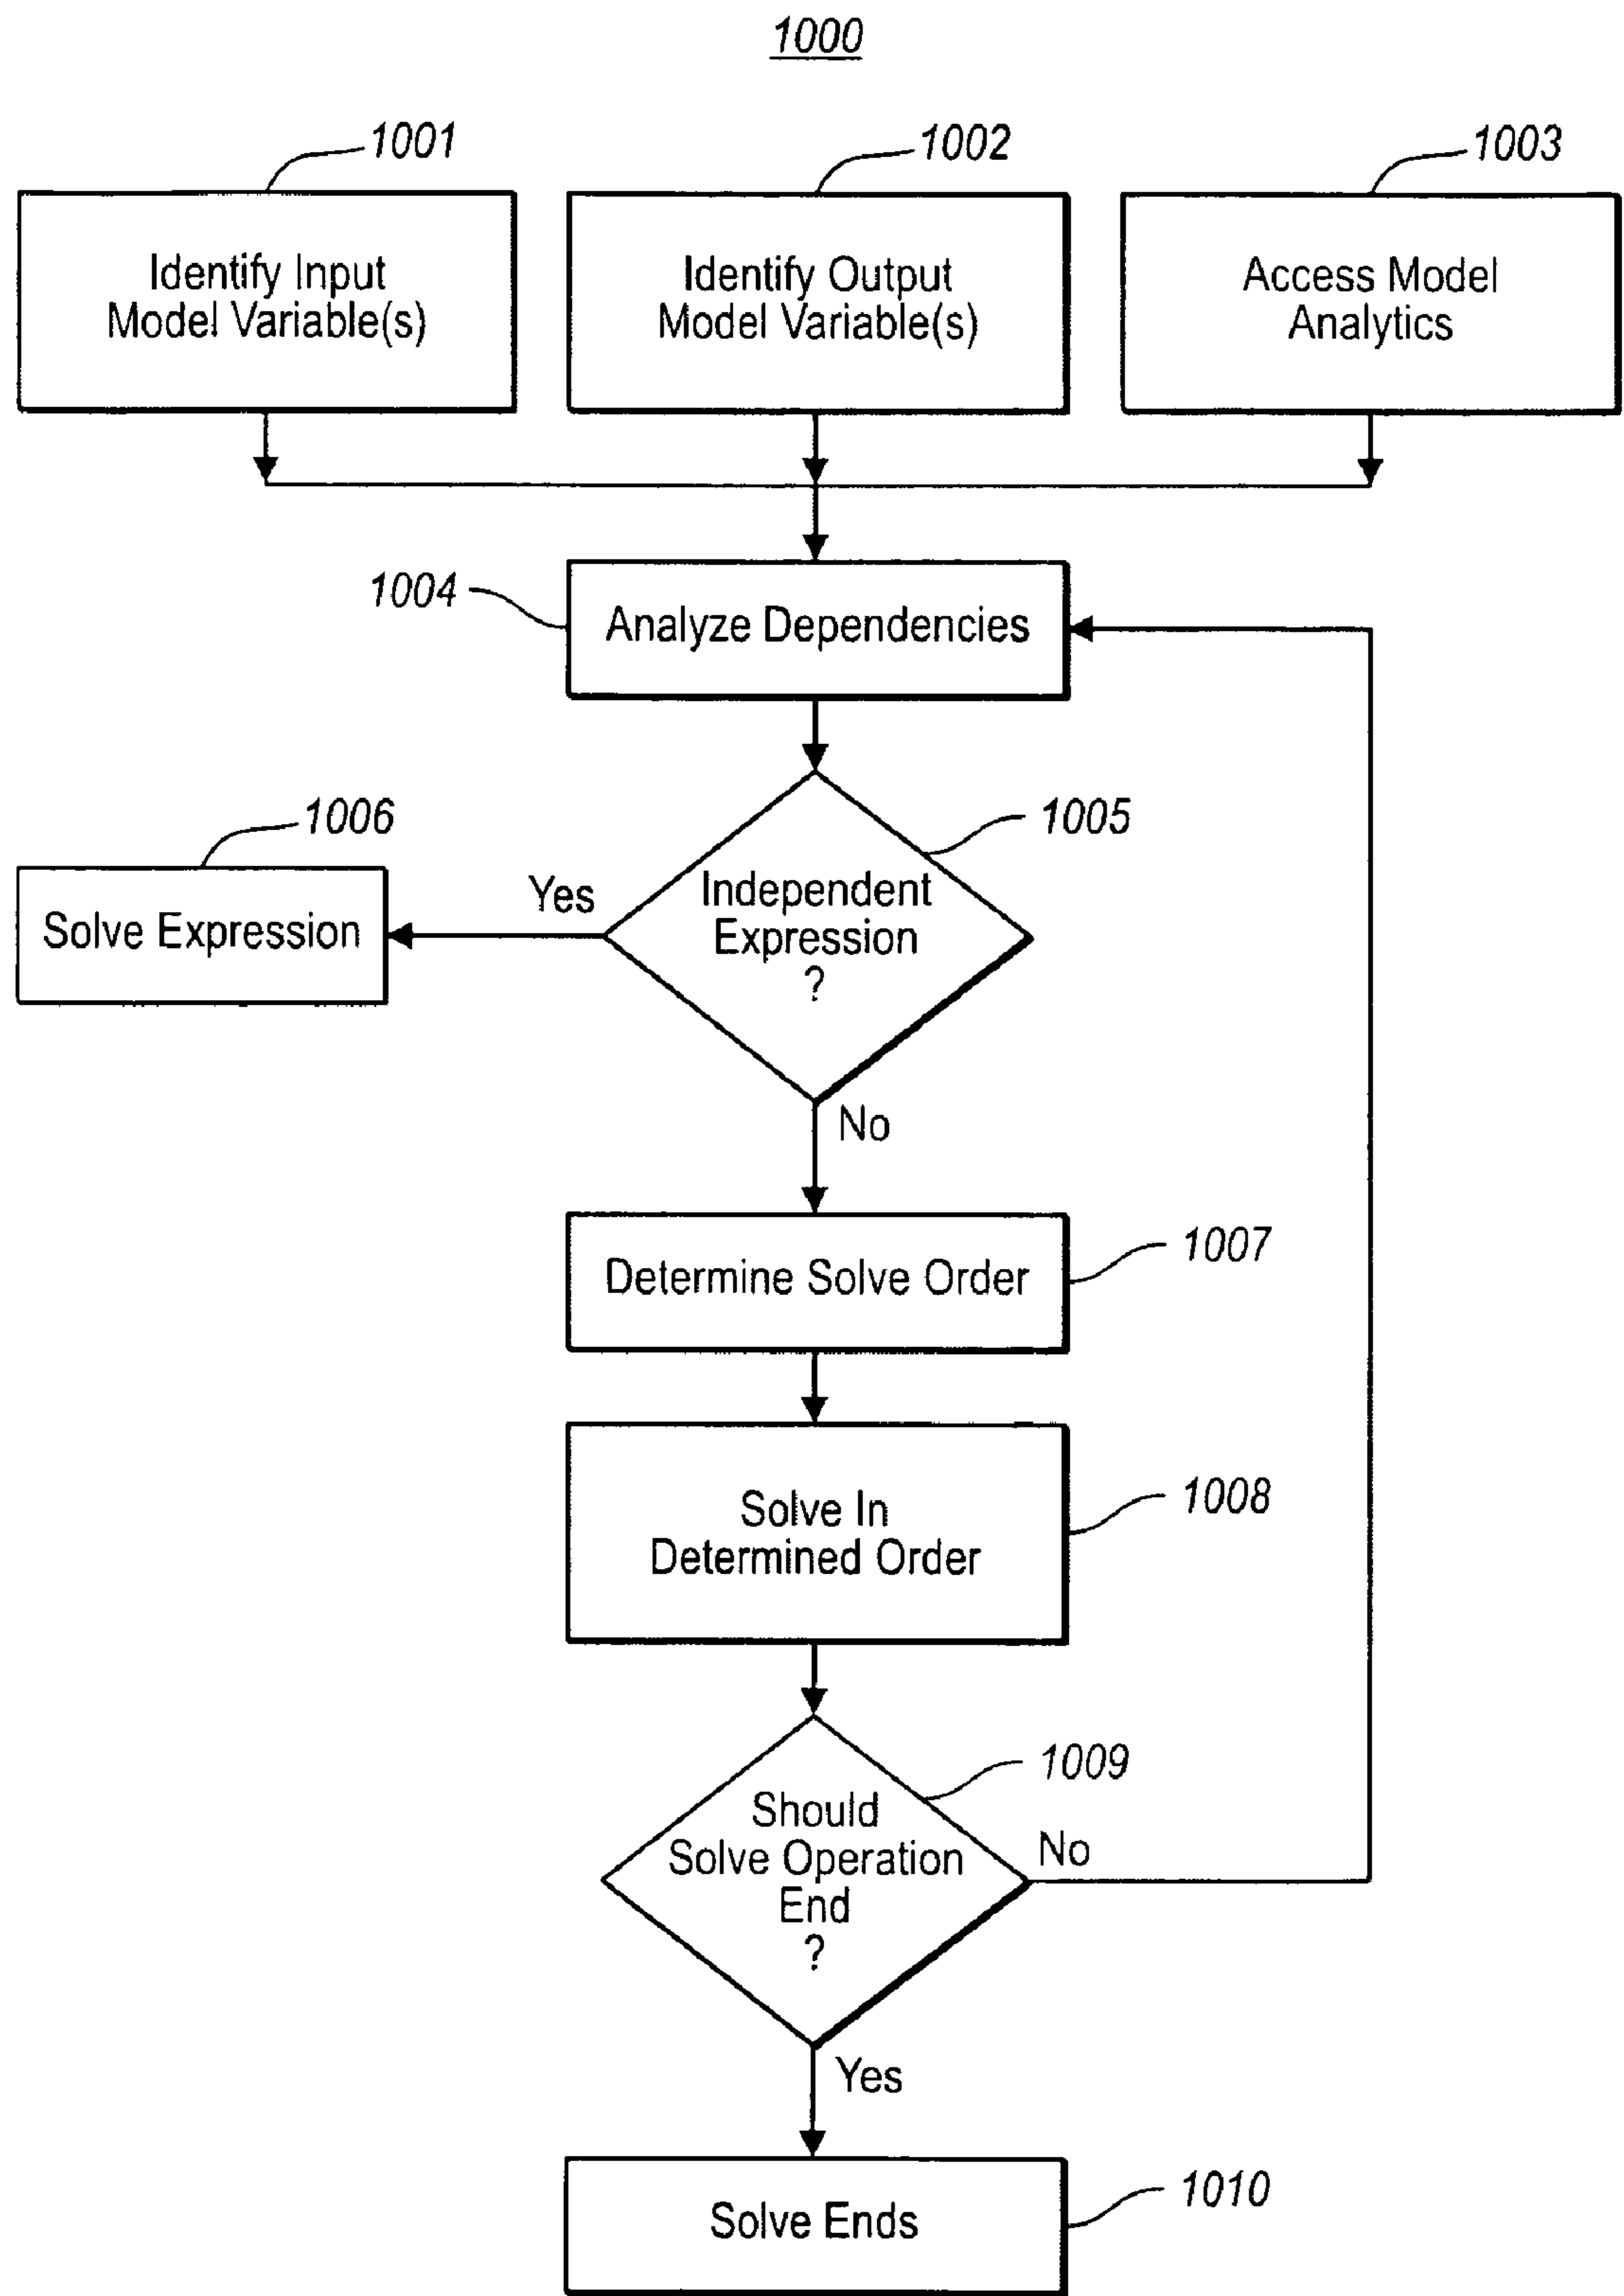 1000
1001
1002
1003
Identify Input
Model Variable(s)
Identify Output
Model Variable(s)
Access Model
Analytics
1004
Analyze Dependencies
1005
1006
Yes
Independent
Expression
?
Solve Expression
No
1007
Determine Solve Order
1008
Solve In
Determined Order
1009
Should
Solve Operation
End
?
No
Yes
1010
Solve Ends